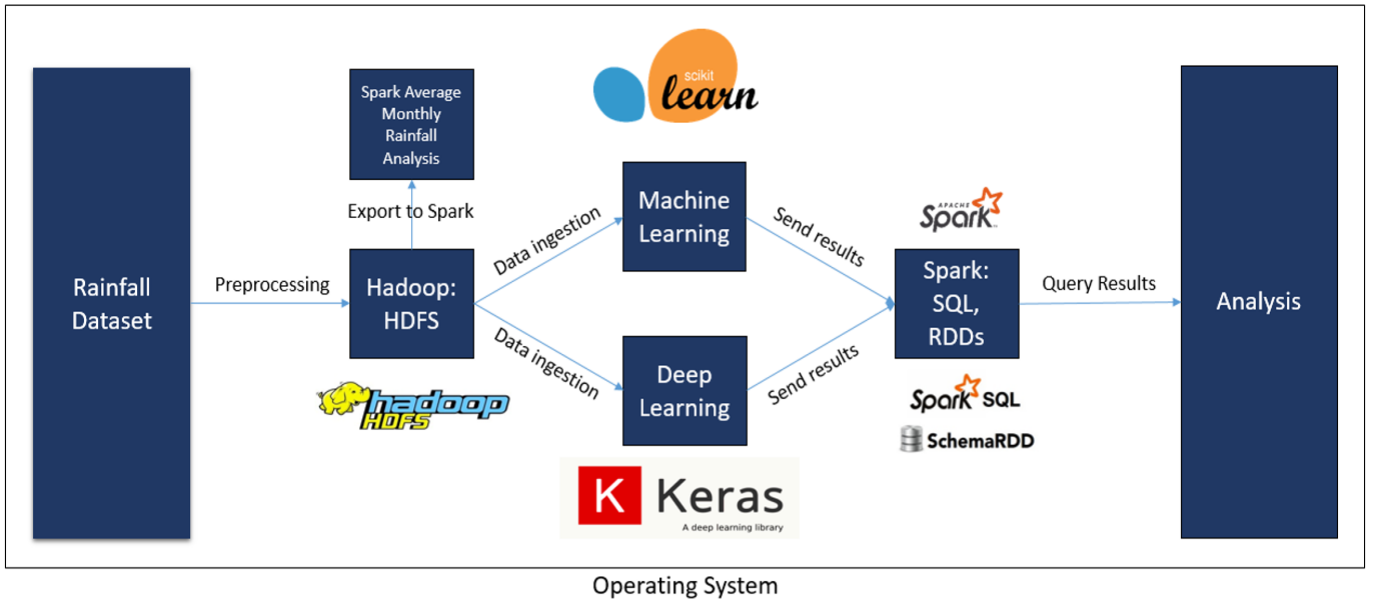 Rainfall
Dataset
Preprocessing
Spark Average
Monthly
Rainfall
Analysis
Export to Spark
Hadoop:
HDFS
hadoop
HDFS
Data ingestion
Data ingestion
scikit
learn
Machine
Learning
Deep
Learning
K Keras
A deep learning library
Send results
Send results
APACHE
Spark™
Spark:
SQL,
RDDs
Spark SQL
SchemaRDD
Query Results
Analysis
Operating System